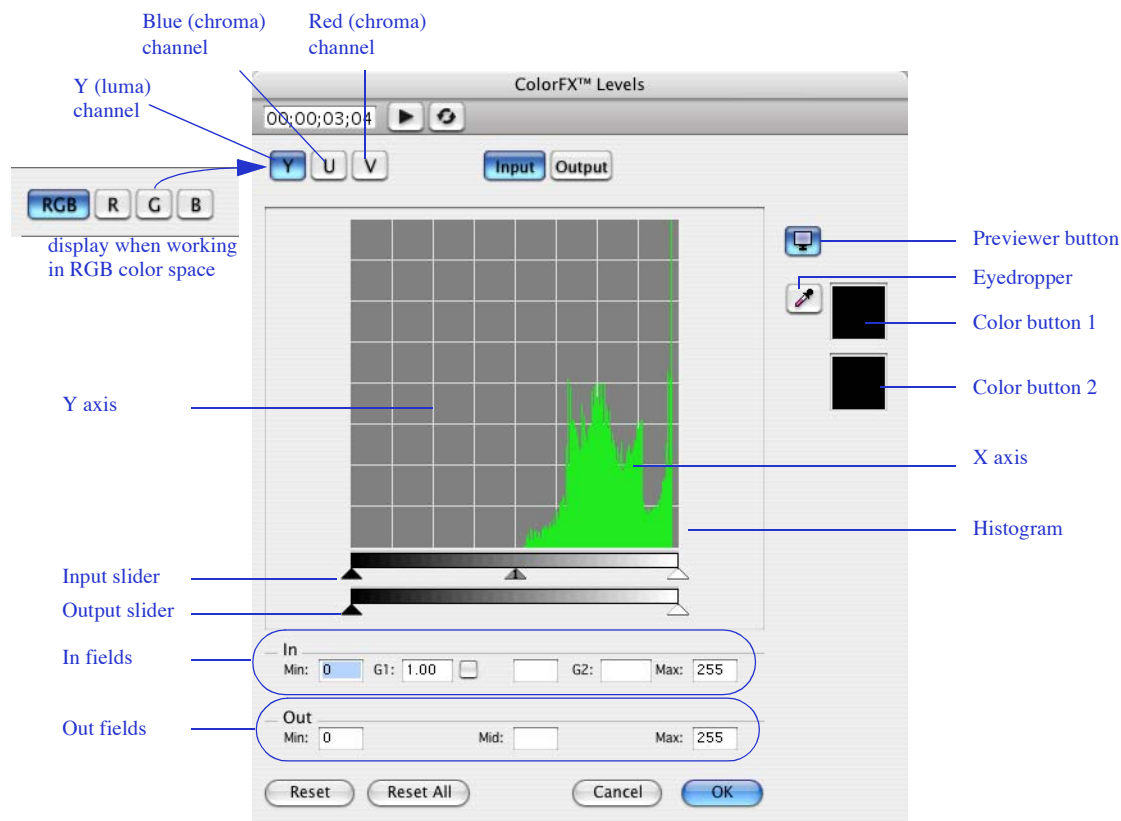 Blue (chroma)
channel
Red (chroma)
channel
Y (luma)
channel
ColorFX™ Levels
00;00;03;04
Y U V
Input Output
RGB R G B
display when working
in RGB color space
Previewer button
Eyedropper
Color button 1
Color button 2
Y axis
X axis
Histogram
1
Input slider
Output slider
In fields
In
Min: 0 G1: 1.00 G2: Max: 255
Out fields
Out
Min: 0 Mid: Max: 255
Reset Reset All Cancel OK